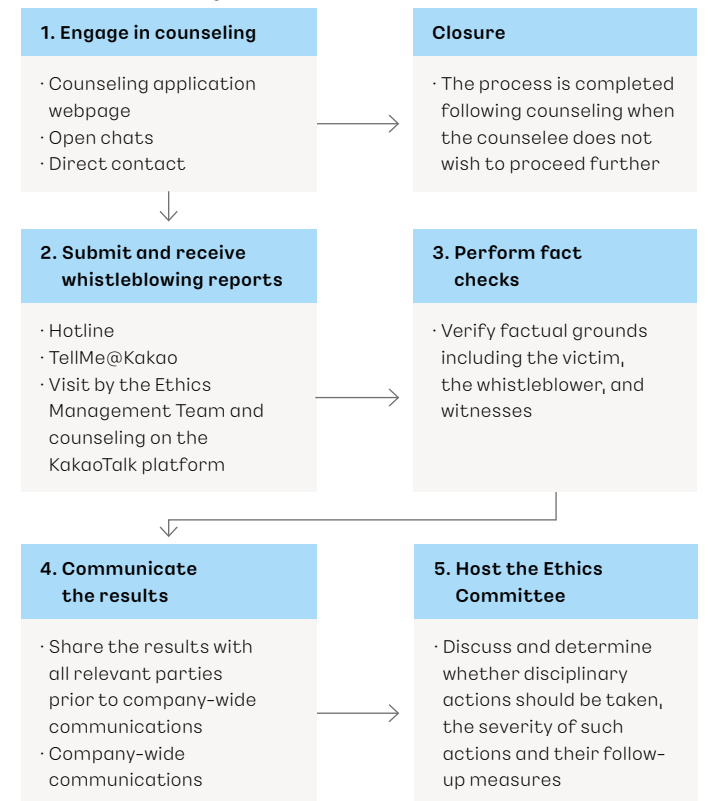 1. Engage in counseling
· Counseling application
webpage
· Open chats
· Direct contact
Closure
· The process is completed
following counseling when
the counselee does not
wish to proceed further
2. Submit and receive
whistleblowing reports
· Hotline
· TellMe@Kakao
· Visit by the Ethics
Management Team and
counseling on the
KakaoTalk platform
3. Perform fact
checks
· Verify factual grounds
including the victim,
the whistleblower, and
witnesses
4. Communicate
the results
· Share the results with
all relevant parties
prior to company-wide
communications
· Company-wide
communications
5. Host the Ethics
Committee
· Discuss and determine
whether disciplinary
actions should be taken,
the severity of such
actions and their follow-
up measures